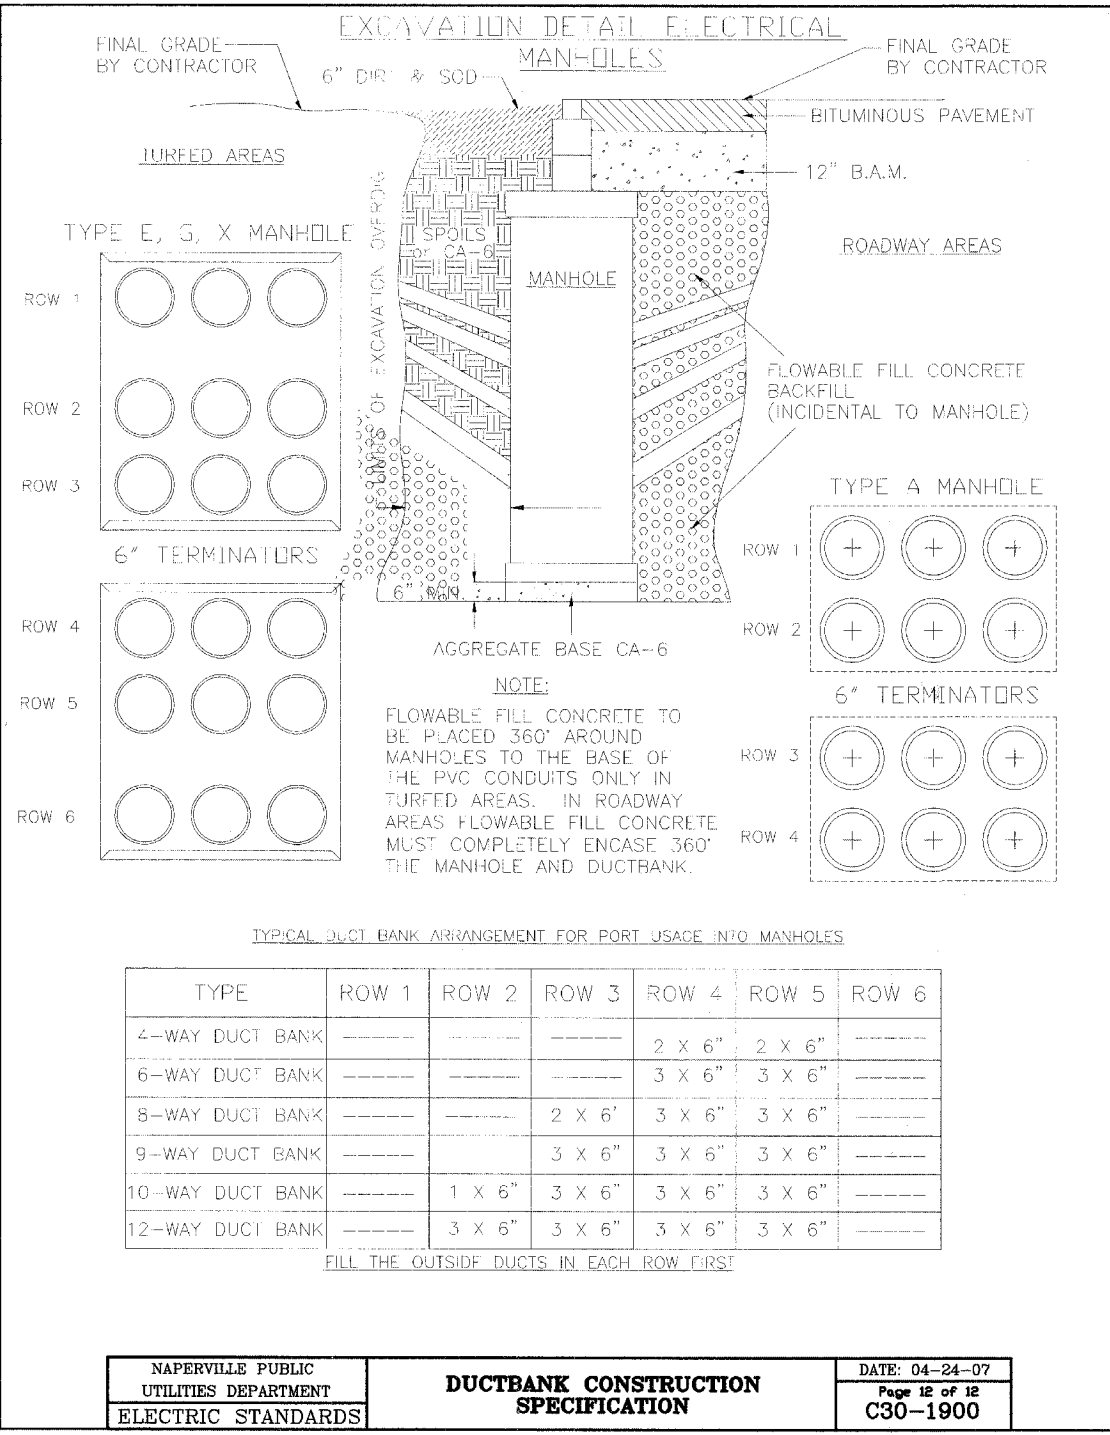 EXCAVATION DETAIL ELECTRICAL
MANHOLES
FINAL GRADE
BY CONTRACTOR
6" DIRT & SOD
FINAL GRADE
BY CONTRACTOR
BITUMINOUS PAVEMENT
TURFED AREAS
12" B.A.M.
TYPE E, G, X MANHOLE
SPOILS
or CA-6
MANHOLE
ROADWAY AREAS
LIMITS OF EXCAVATION OVERDIG
ROW 1
ROW 2
ROW 3
FLOWABLE FILL CONCRETE
BACKFILL
(INCIDENTAL TO MANHOLE)
TYPE A MANHOLE
6" TERMINATORS
ROW 1
ROW 2
6" MIN.
ROW 4
ROW 5
ROW 6
AGGREGATE BASE CA-6
6" TERMINATORS
ROW 3
ROW 4
NOTE:
FLOWABLE FILL CONCRETE TO
BE PLACED 360° AROUND
MANHOLES TO THE BASE OF
THE PVC CONDUITS ONLY IN
TURFED AREAS. IN ROADWAY
AREAS FLOWABLE FILL CONCRETE
MUST COMPLETELY ENCASE 360°
THE MANHOLE AND DUCTBANK.
TYPICAL DUCT BANK ARRANGEMENT FOR PORT USAGE INTO MANHOLES
TYPE ROW 1 ROW 2 ROW 3 ROW 4 ROW 5 ROW 6
4-WAY DUCT BANK ----- ----- ----- 2 X 6" 2 X 6" -----
6-WAY DUCT BANK ----- ----- ----- 3 X 6" 3 X 6" -----
8-WAY DUCT BANK ----- ----- 2 X 6' 3 X 6" 3 X 6" -----
9-WAY DUCT BANK ----- 3 X 6" 3 X 6" 3 X 6" -----
10-WAY DUCT BANK ----- 1 X 6" 3 X 6" 3 X 6" 3 X 6" -----
12-WAY DUCT BANK ----- 3 X 6" 3 X 6" 3 X 6" 3 X 6" -----
FILL THE OUTSIDE DUCTS IN EACH ROW FIRST
NAPERVILLE PUBLIC
UTILITIES DEPARTMENT
ELECTRIC STANDARDS
DUCTBANK CONSTRUCTION
SPECIFICATION
DATE: 04-24-07
Page 12 of 12
C30-1900